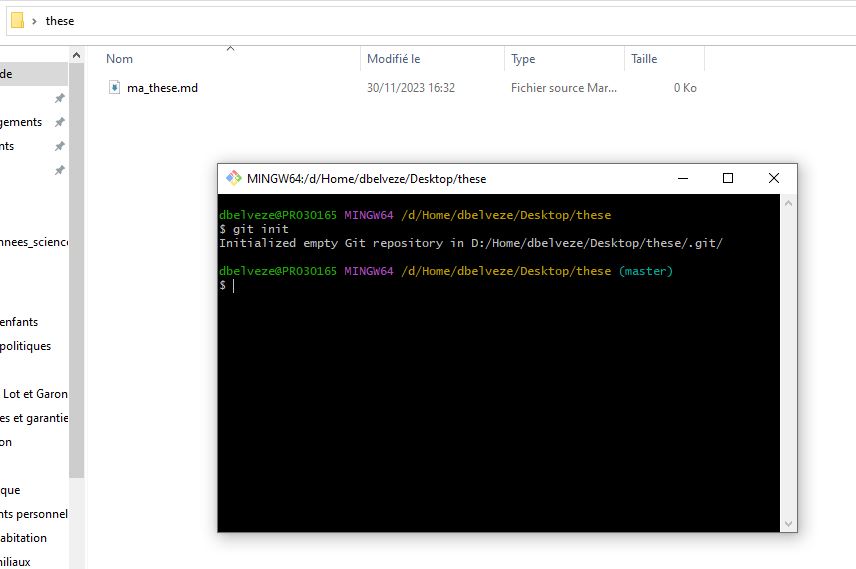 these
Nom Modifié le Type Taille
ma_these.md 30/11/2023 16:32 Fichier source Mar... 0 Ko
de
gements
nts
nnees_science
enfants
politiques
Lot et Garon
es et garantie
on
que
nts personnel
abitation
niliaux
MINGW64:/d/Home/dbelveze/Desktop/these
dbelveze@PRO30165 MINGW64 /d/Home/dbelveze/Desktop/these
$ git init
Initialized empty Git repository in D:/Home/dbelveze/Desktop/these/.git/
dbelveze@PRO30165 MINGW64 /d/Home/dbelveze/Desktop/these (master)
$